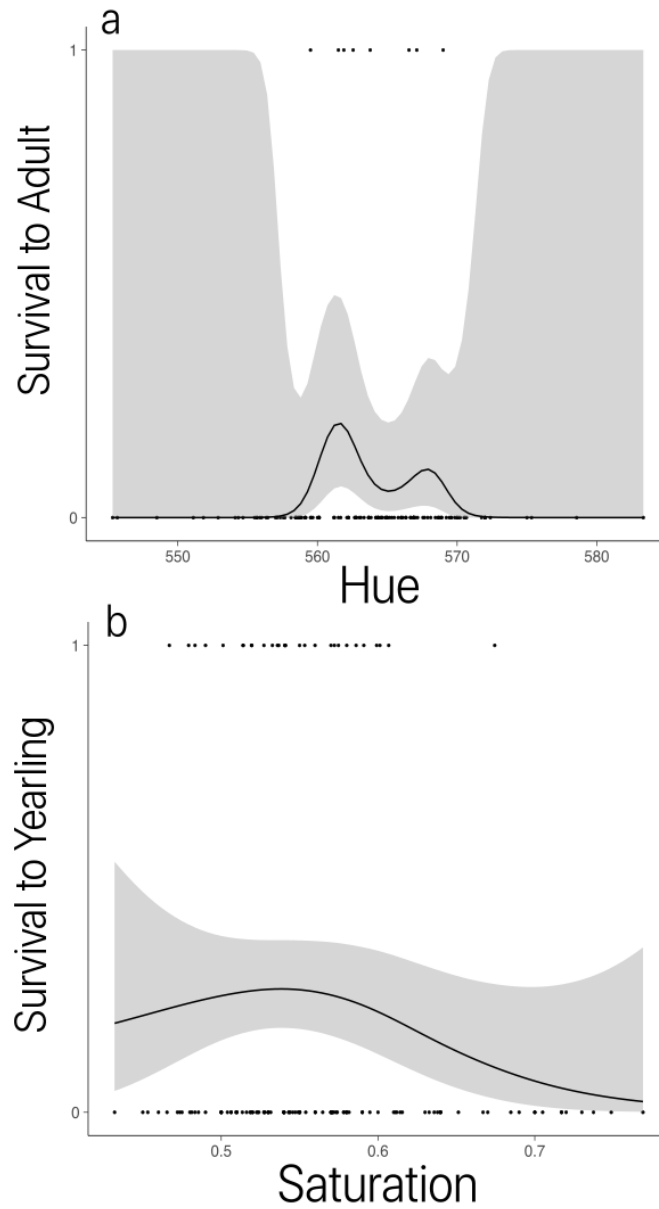 a
1
Survival to Adult
0
550 560 570 580
Hue
b
1
Survival to Yearling
0
0.5 0.6 0.7
Saturation